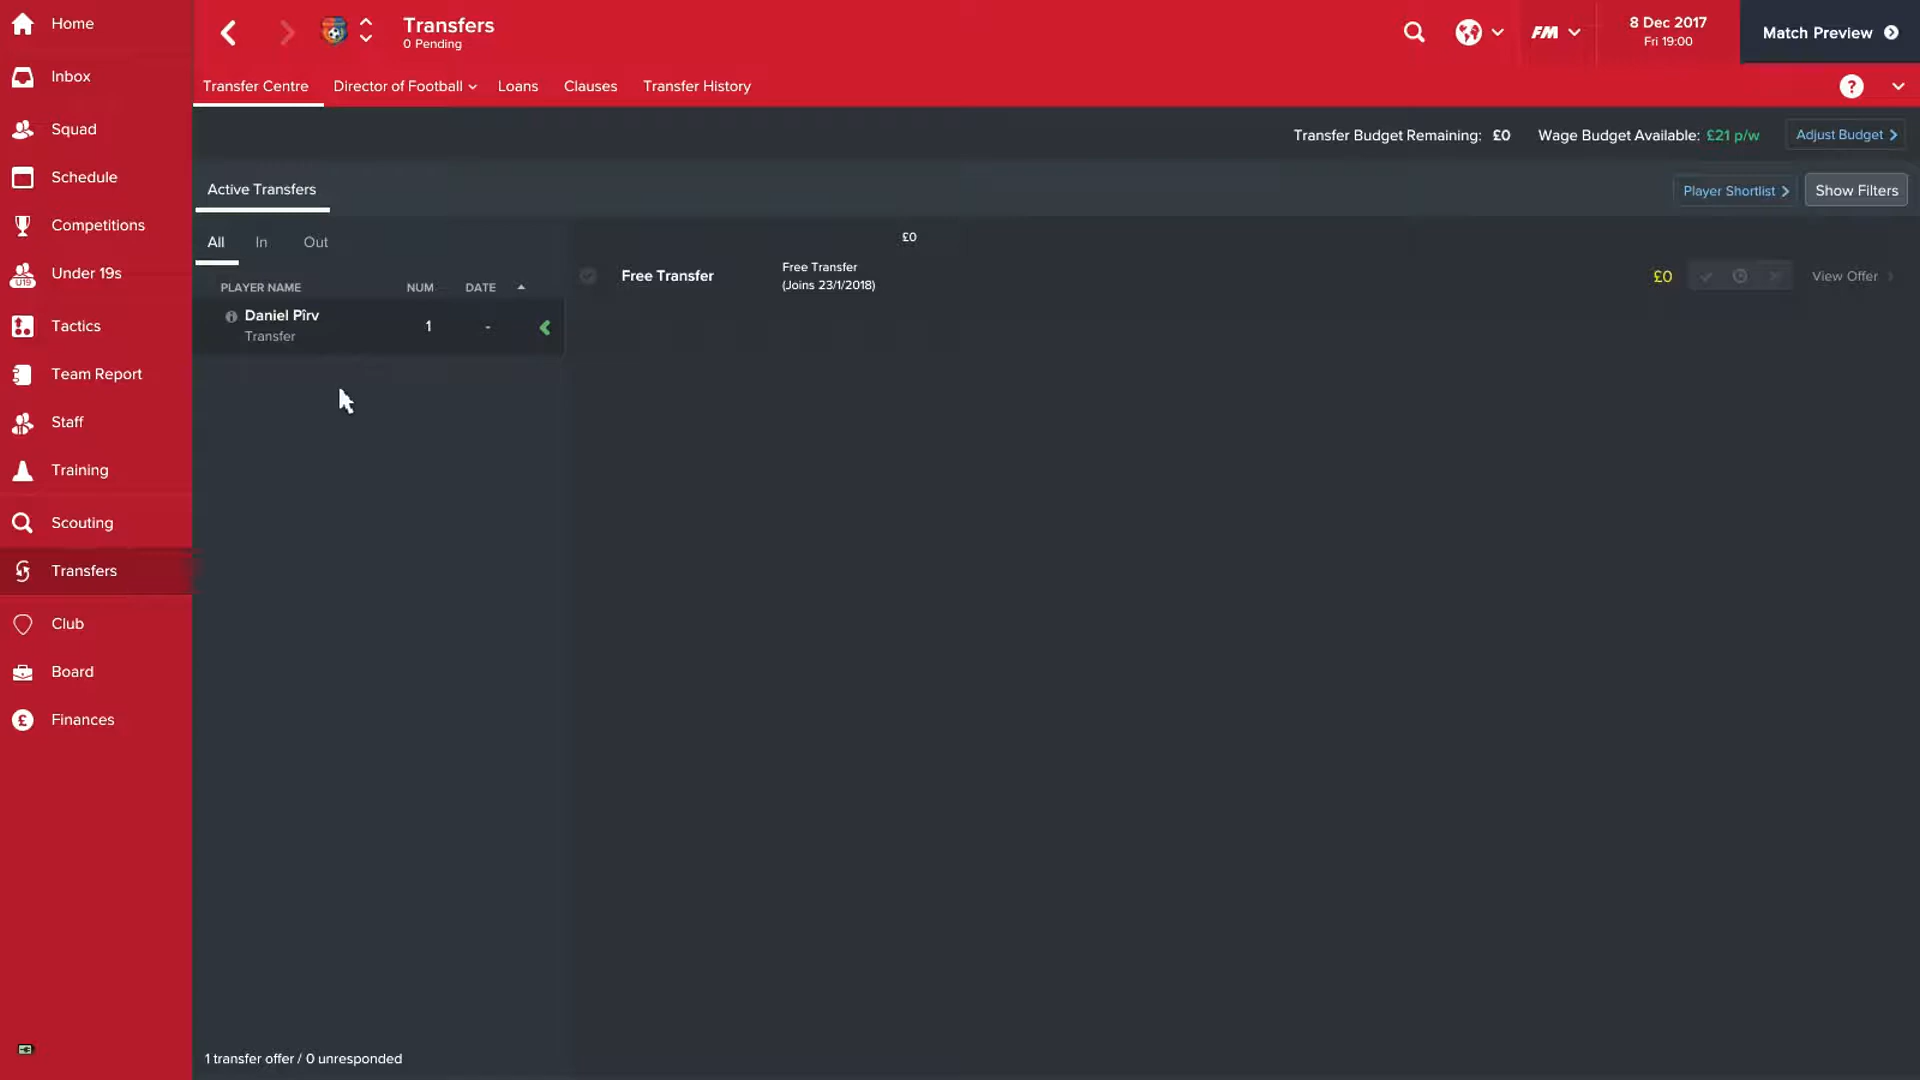 Home
Inbox
Squad
Schedule
Competitions
Under 19s
Tactics
Team Report
Staff
Training
Scouting
Transfers
Club
Board
Finances
Transfers
0 Pending
FM
8 Dec 2017
Fri 19:00
Match Preview
Transfer Centre Director of Football Loans Clauses Transfer History
?
Transfer Budget Remaining: £0 Wage Budget Available: £21 p/w Adjust Budget
Active Transfers
Player Shortlist Show Filters
All In Out
PLAYER NAME NUM DATE
Daniel Pîrv 1 -
Transfer
£0
Free Transfer
Free Transfer
(Joins 23/1/2018)
£0 View Offer
1 transfer offer / 0 unresponded